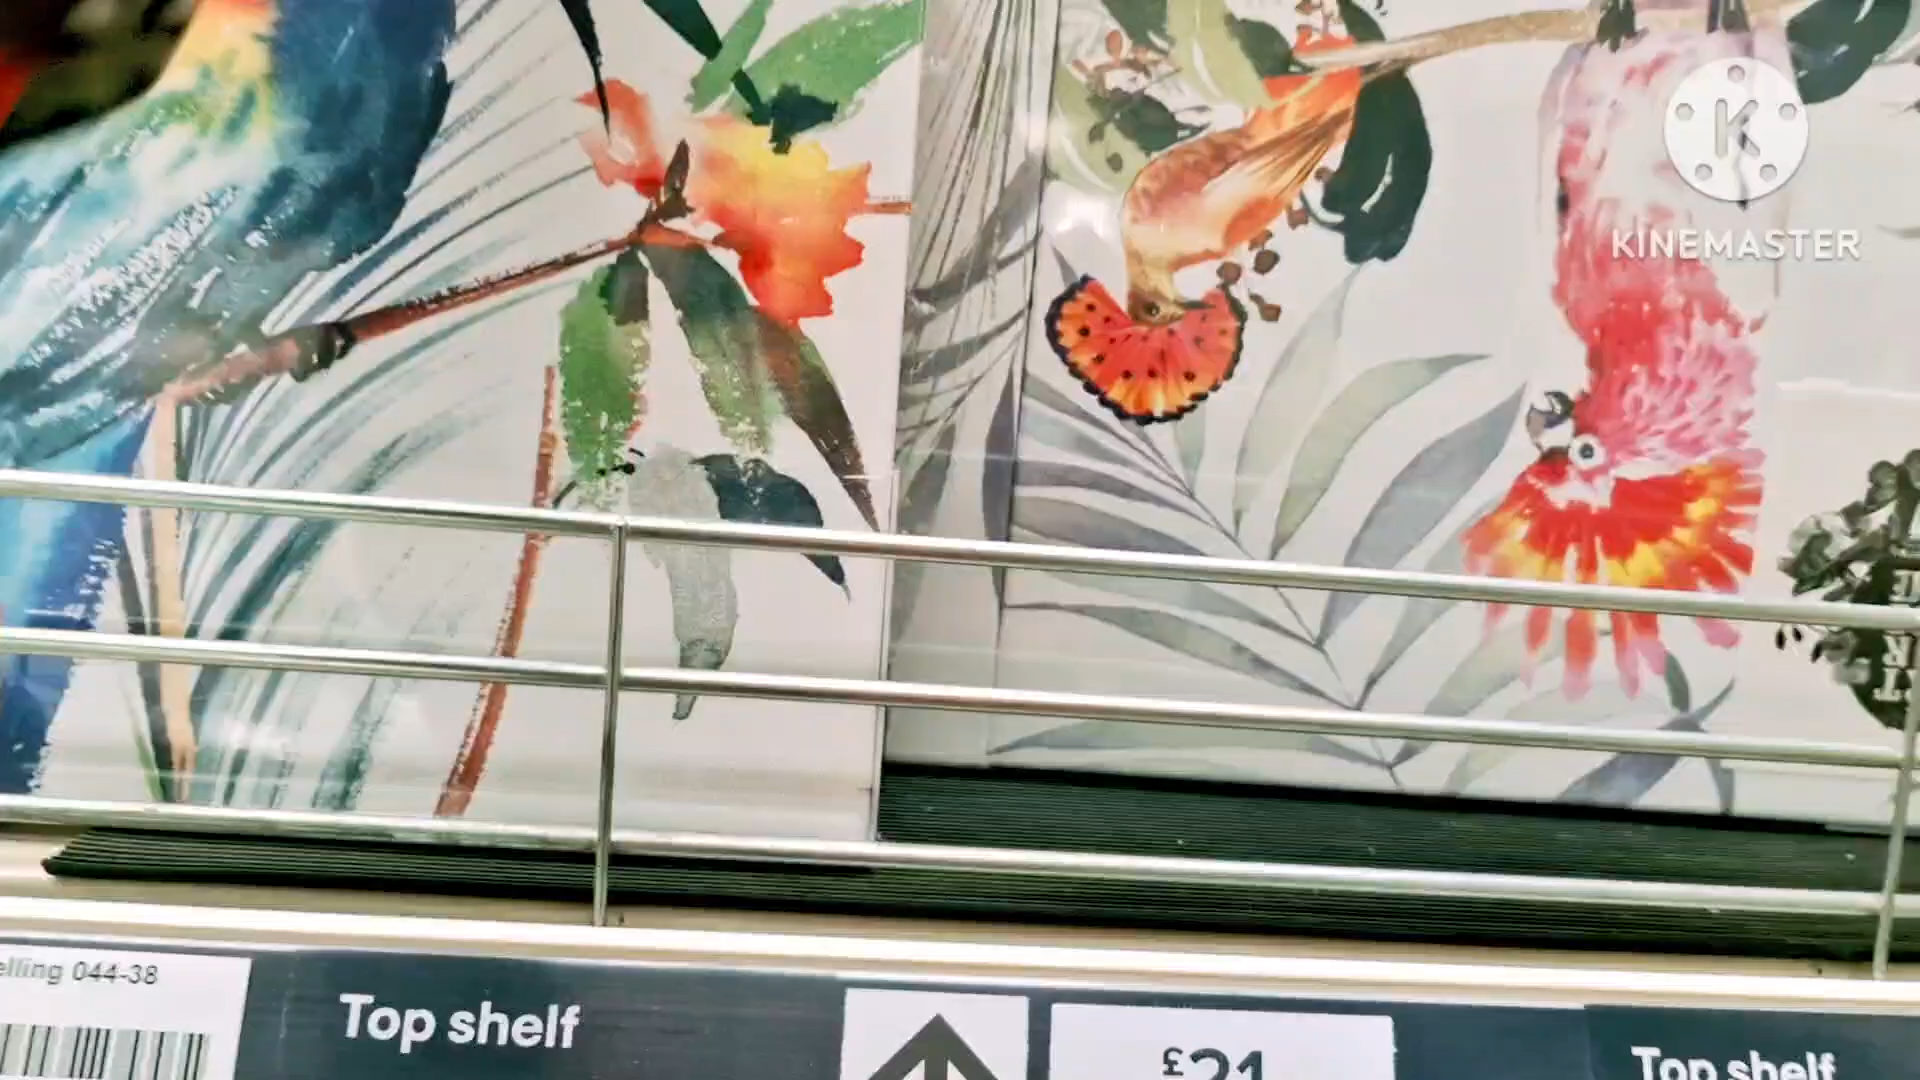 K
KINEMASTER
elling 044-38
Top shelf
£21
Top shelf